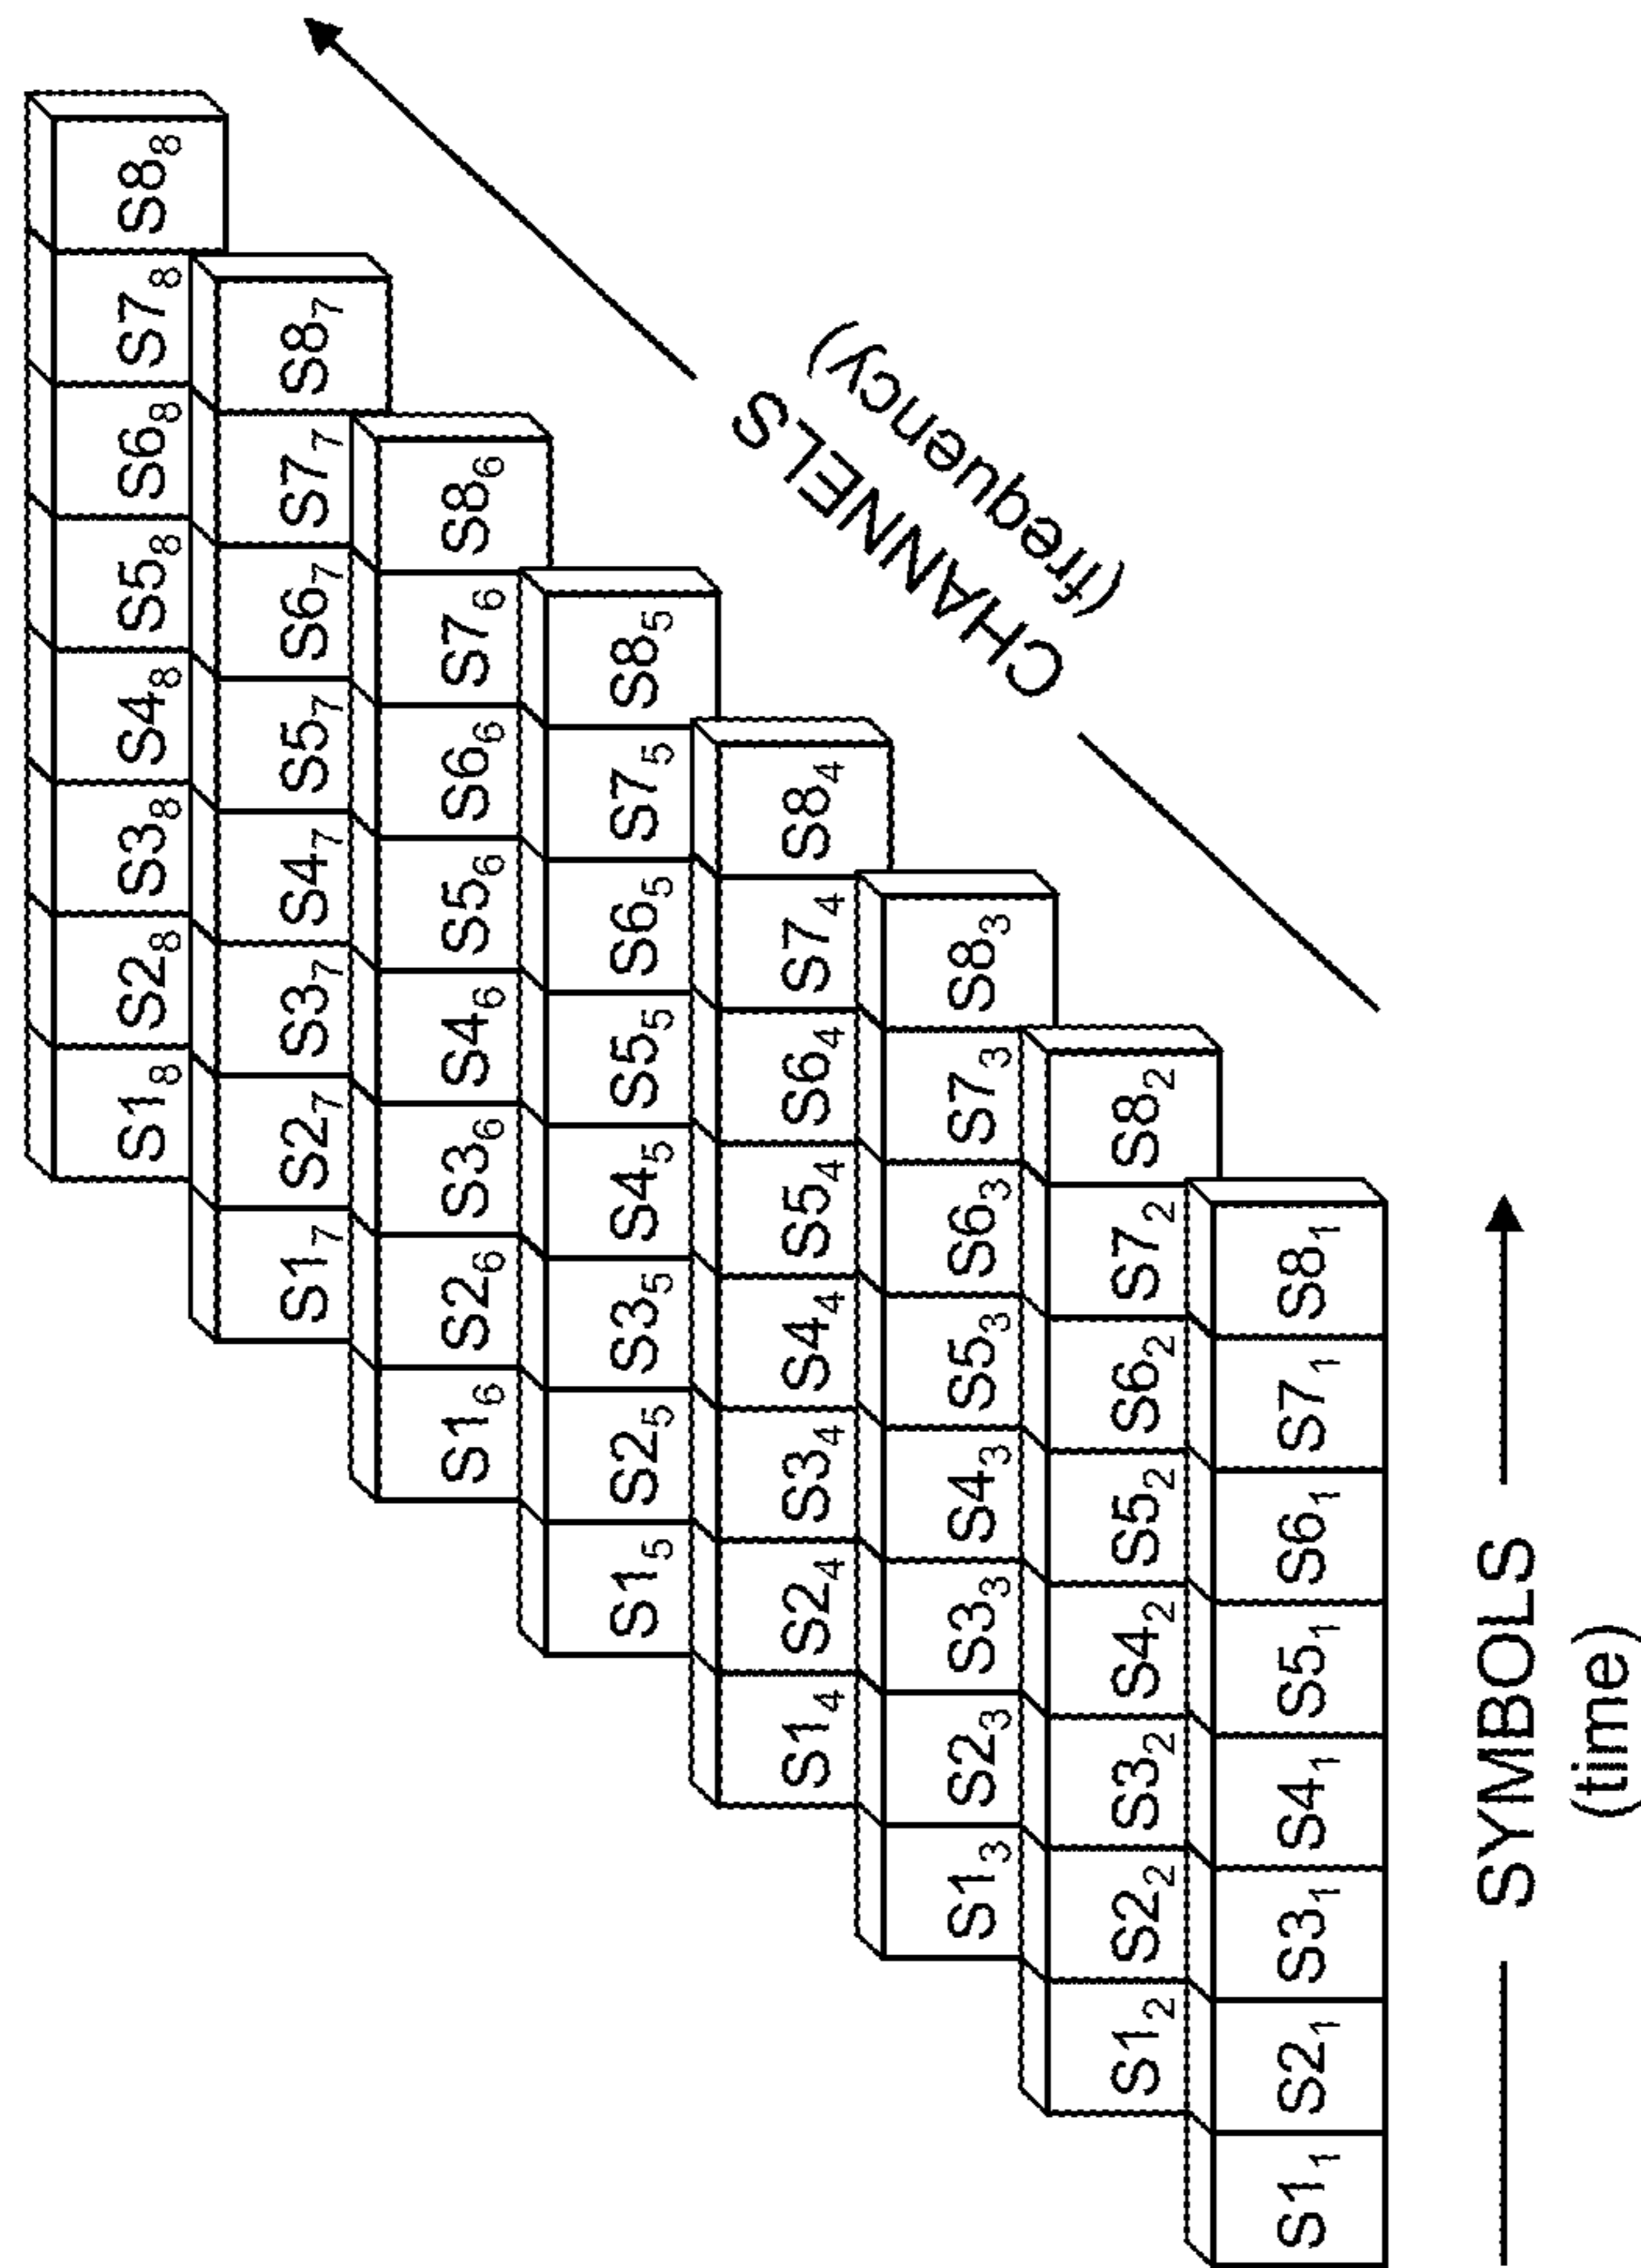 S1₈ S2₈ S3₈ S4₈ S5₈ S6₈ S7₈ S8₈
S1₇ S2₇ S3₇ S4₇ S5₇ S6₇ S7₇ S8₇
S1₆ S2₆ S3₆ S4₆ S5₆ S6₆ S7₆ S8₆
S1₅ S2₅ S3₅ S4₅ S5₅ S6₅ S7₅ S8₅
S1₄ S2₄ S3₄ S4₄ S5₄ S6₄ S7₄ S8₄
S1₃ S2₃ S3₃ S4₃ S5₃ S6₃ S7₃ S8₃
S1₂ S2₂ S3₂ S4₂ S5₂ S6₂ S7₂ S8₂
S1₁ S2₁ S3₁ S4₁ S5₁ S6₁ S7₁ S8₁
CHANNELS
(frequency)
SYMBOLS
(time)